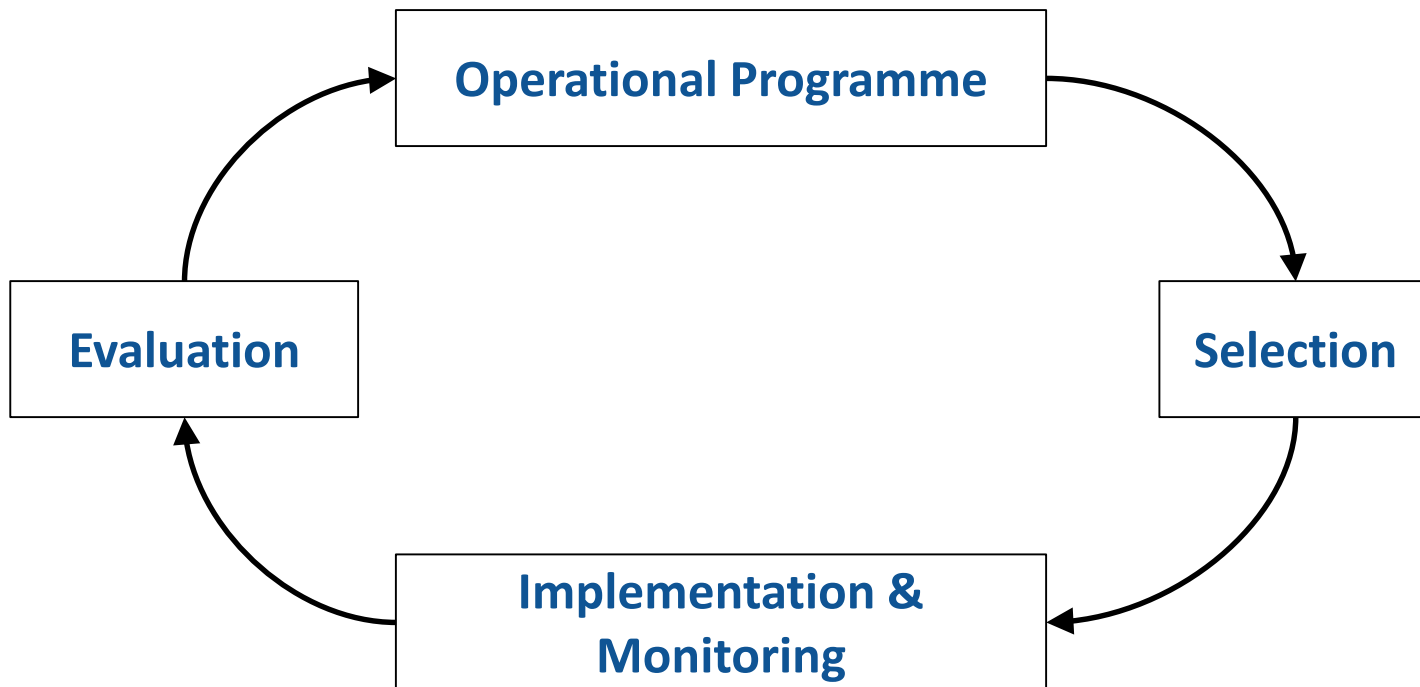 Operational Programme
Evaluation
Selection
Implementation &
Monitoring